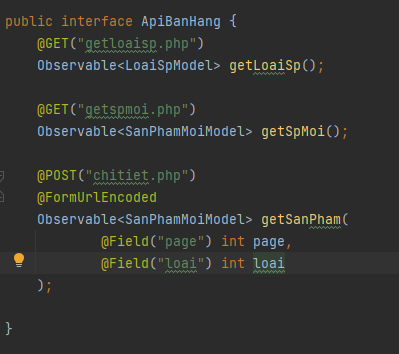 public interface ApiBanHang {
@GET("getloaisp.php")
Observable<LoaiSpModel> getLoaiSp();
@GET("getspmoi.php")
Observable<SanPhamMoiModel> getSpMoi();
@POST("chitiet.php")
@FormUrlEncoded
Observable<SanPhamMoiModel> getSanPham(
@Field("page") int page,
@Field("loai") int loai
);
}